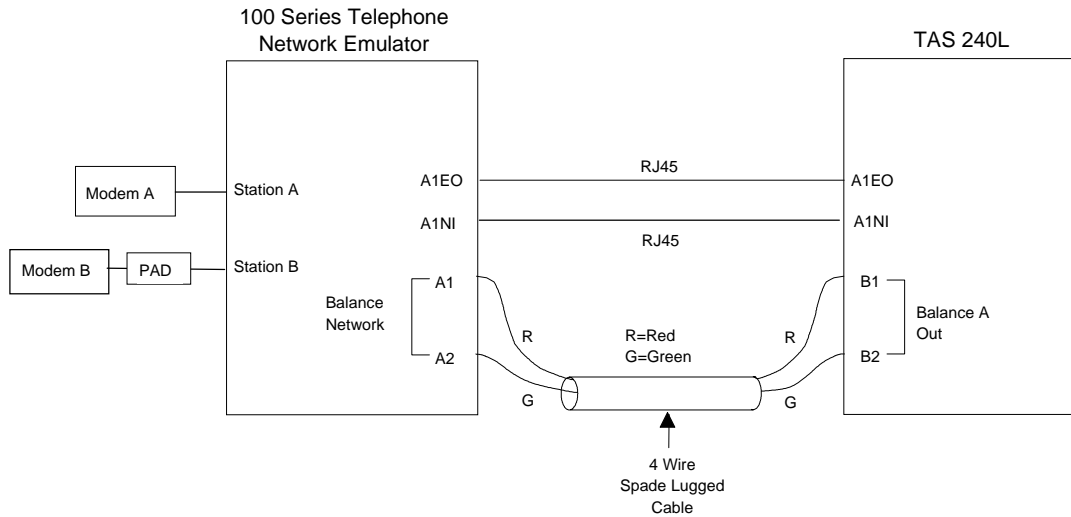 100 Series Telephone
Network Emulator
TAS 240L
Modem A
Station A
A1EO
RJ45
A1EO
A1NI
RJ45
A1NI
Modem B
PAD
Station B
Balance
Network
A1
A2
R
G
R=Red
G=Green
R
G
B1
B2
Balance A
Out
4 Wire
Spade Lugged
Cable